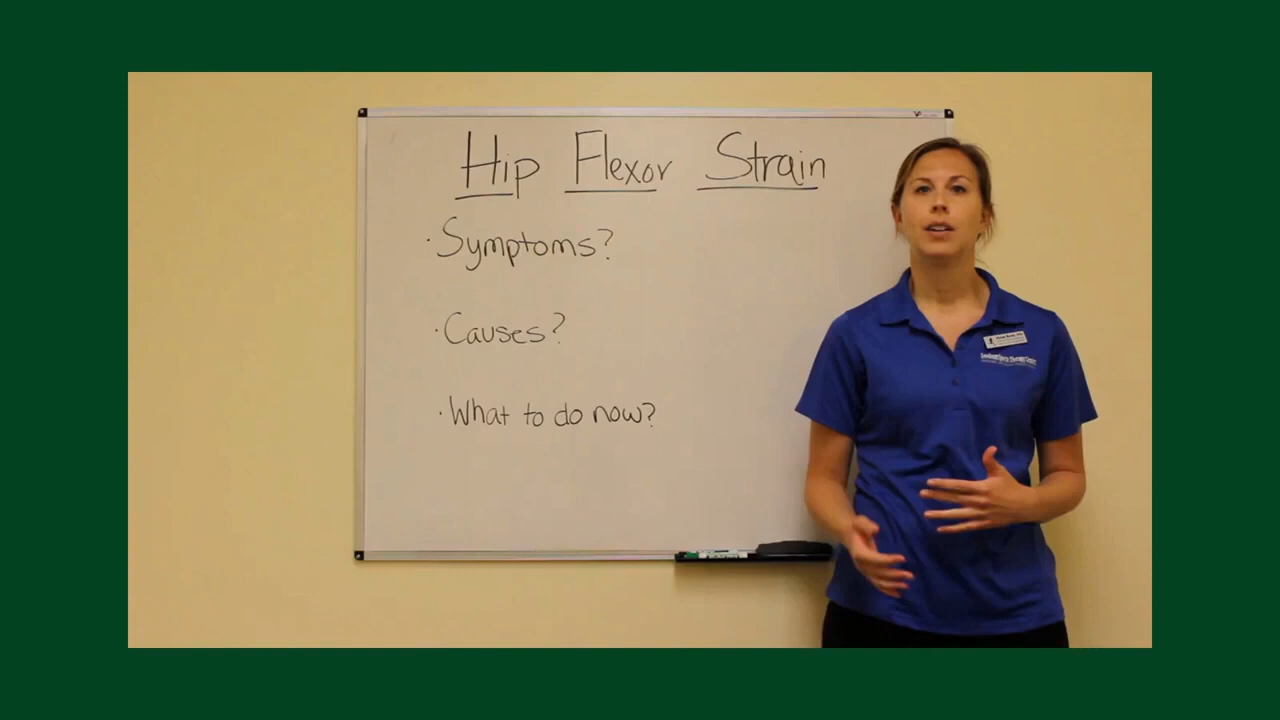 Hip Flexor Strain
· Symptoms?
· Causes?
· What to do now?